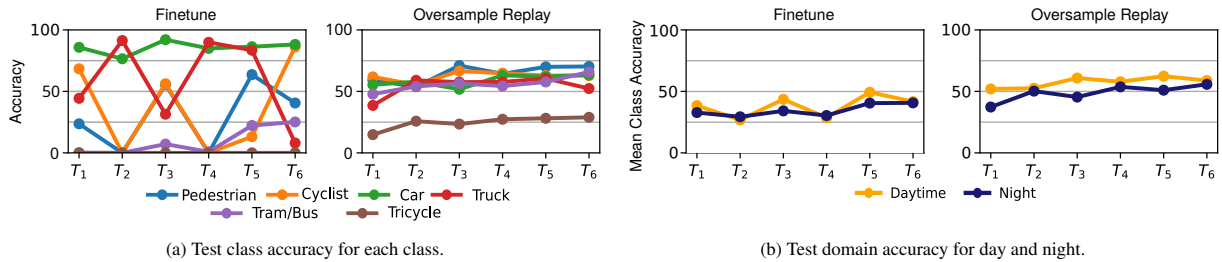 Finetune
Oversample Replay
Accuracy
100
50
0
T1 T2 T3 T4 T5 T6
100
50
0
T1 T2 T3 T4 T5 T6
Pedestrian Cyclist Car Truck
Tram/Bus Tricycle
(a) Test class accuracy for each class.
Finetune
Oversample Replay
Mean Class Accuracy
100
50
0
T1 T2 T3 T4 T5 T6
100
50
0
T1 T2 T3 T4 T5 T6
Daytime Night
(b) Test domain accuracy for day and night.